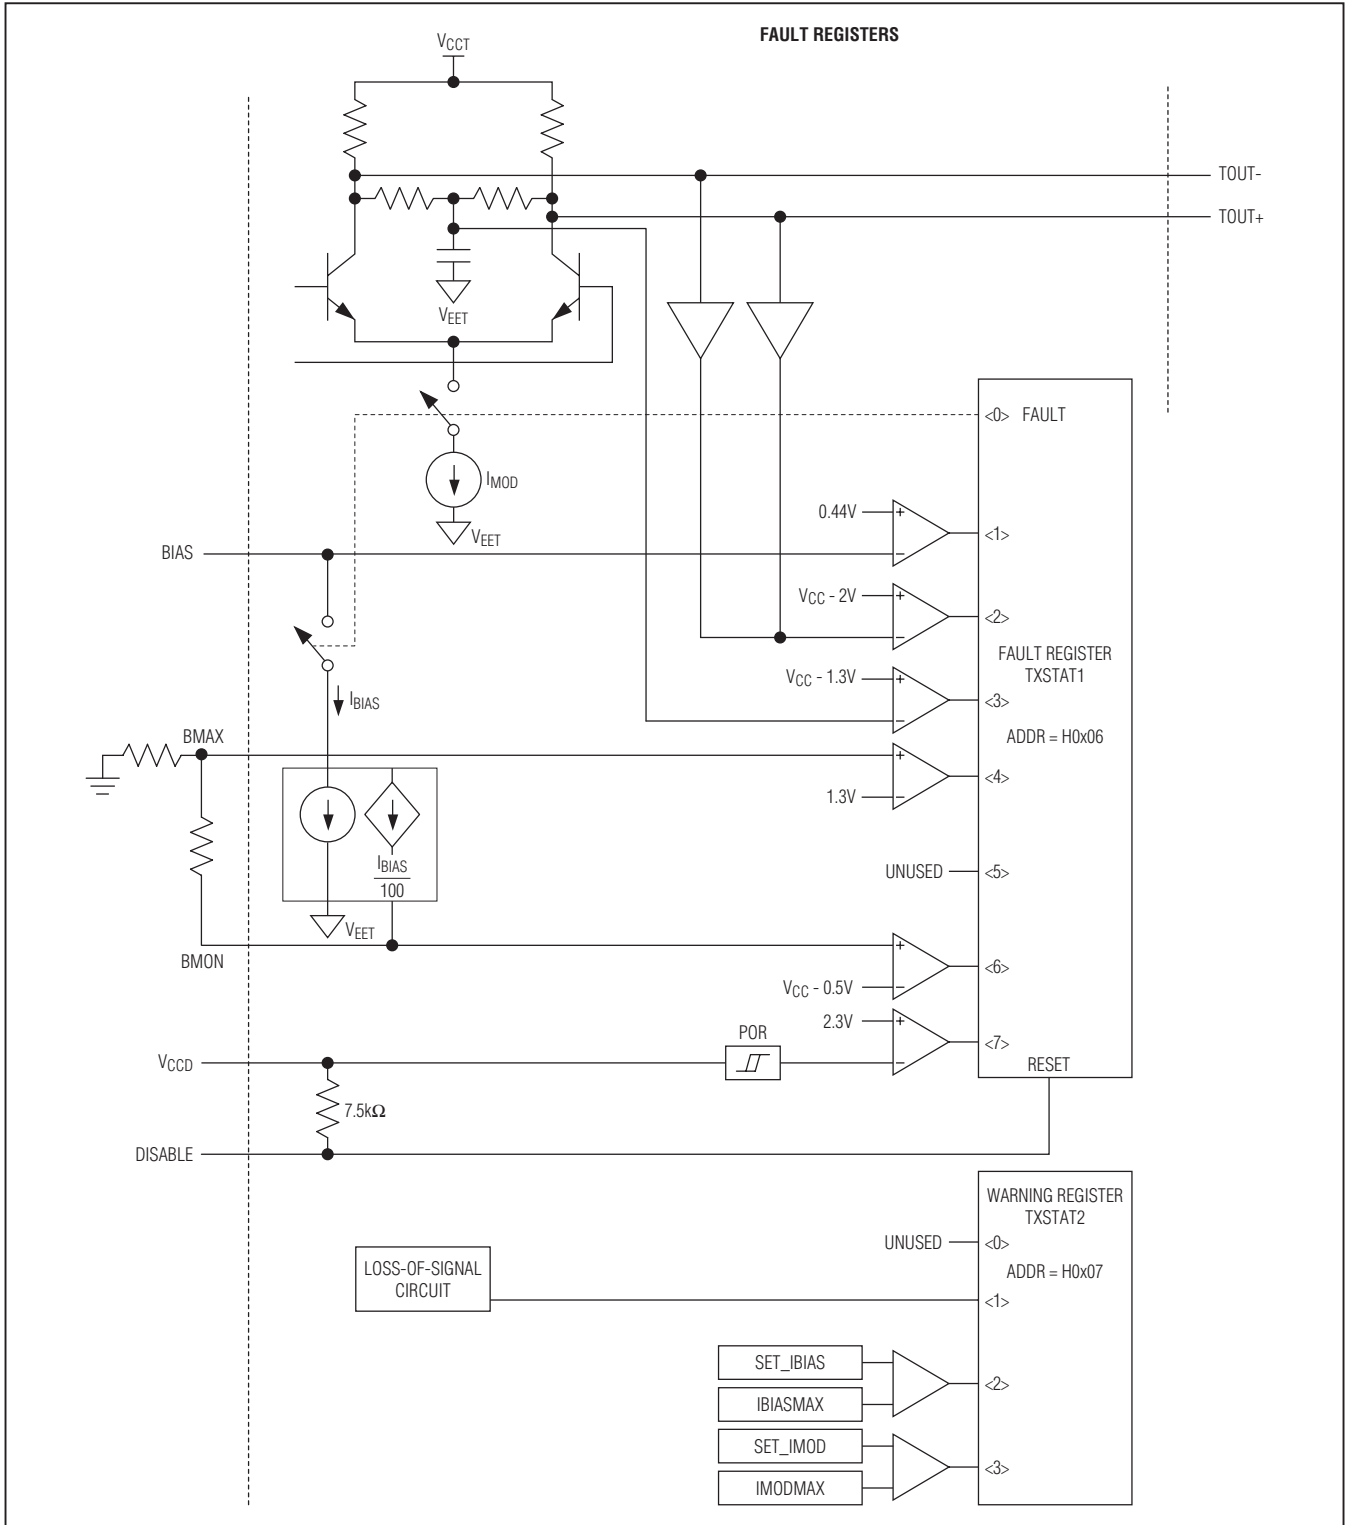 FAULT REGISTERS
VCCT
TOUT-
TOUT+
VEET
<0> FAULT
IMOD
0.44V
+
<1>
VEET
BIAS
-
VCC - 2V
+
<2>
-
FAULT REGISTER
TXSTAT1
VCC - 1.3V
+
<3>
IBIAS
-
BMAX
ADDR = H0x06
+
<4>
1.3V
-
IBIAS
100
UNUSED
<5>
VEET
BMON
+
<6>
VCC - 0.5V
-
2.3V
+
POR
<7>
VCCD
-
RESET
7.5kΩ
DISABLE
WARNING REGISTER
TXSTAT2
UNUSED
<0>
LOSS-OF-SIGNAL
CIRCUIT
ADDR = H0x07
<1>
SET_IBIAS
<2>
IBIASMAX
SET_IMOD
<3>
IMODMAX